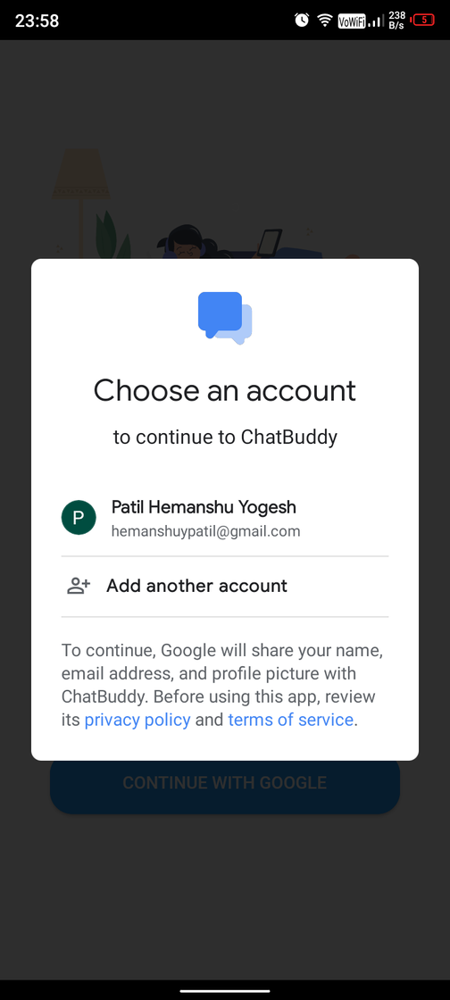 23:58
VoWiFi
238
B/s
5
Choose an account
to continue to ChatBuddy
P
Patil Hemanshu Yogesh
hemanshuypatil@gmail.com
Add another account
To continue, Google will share your name,
email address, and profile picture with
ChatBuddy. Before using this app, review
its privacy policy and terms of service.
CONTINUE WITH GOOGLE